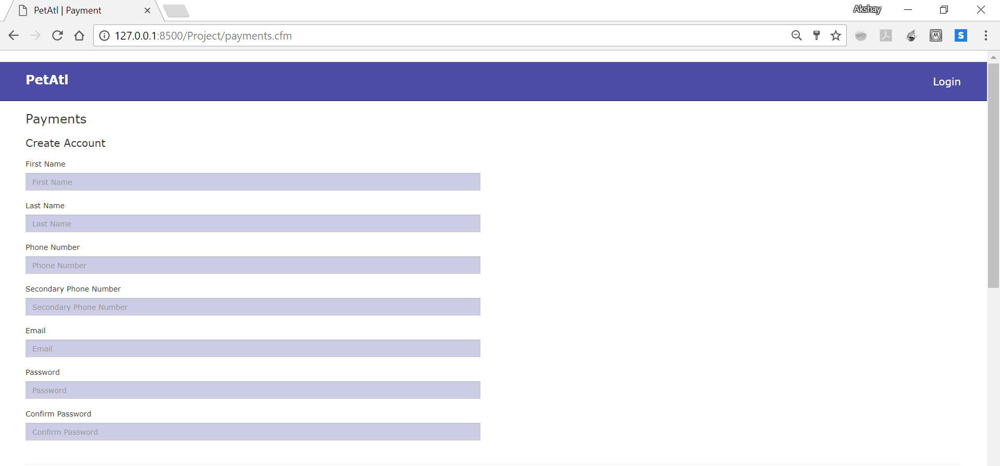 PetAtl | Payment
Akshay
127.0.0.1:8500/Project/payments.cfm
S
PetAtl
Login
Payments
Create Account
First Name
First Name
Last Name
Last Name
Phone Number
Phone Number
Secondary Phone Number
Secondary Phone Number
Email
Email
Password
Password
Confirm Password
Confirm Password